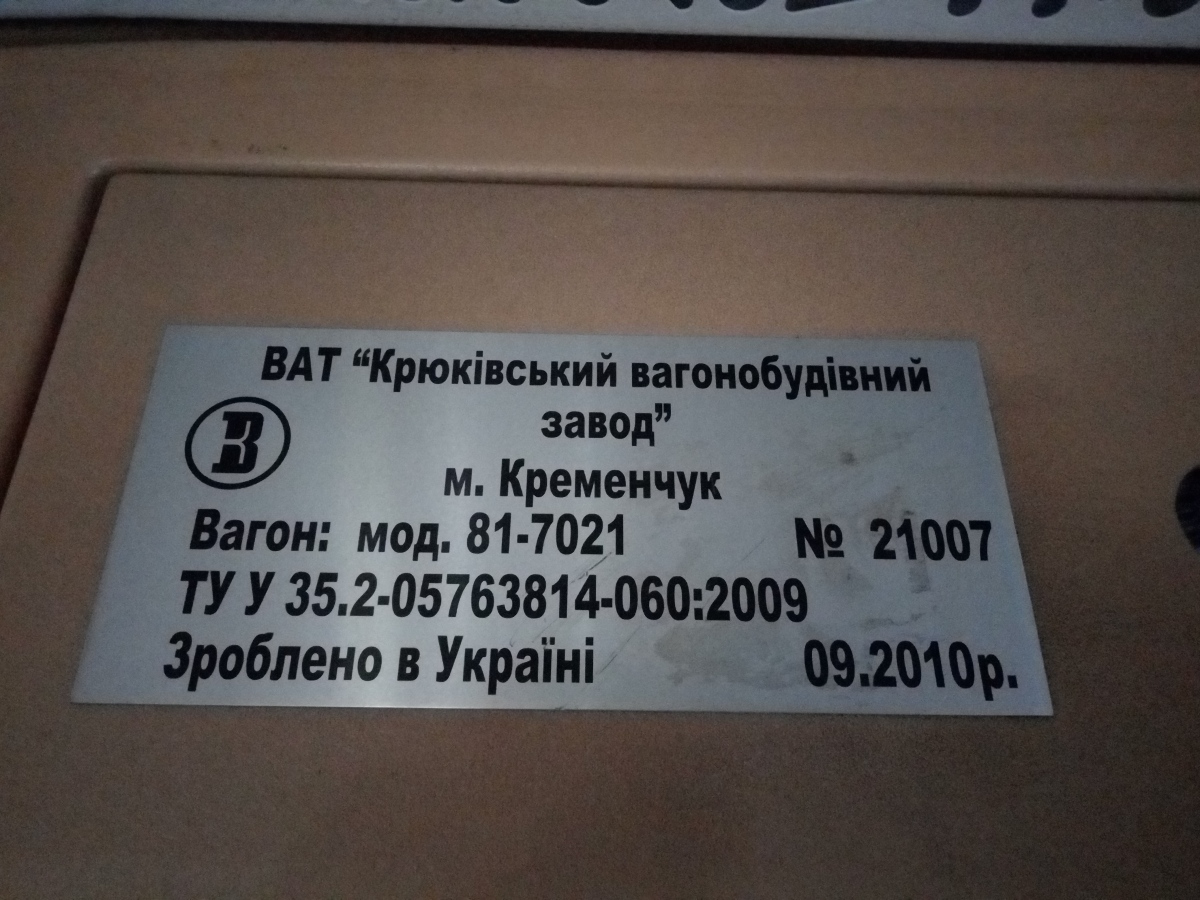 ВАТ “Крюківський вагонобудівний
завод”
м. Кременчук
Вагон: мод. 81-7021 № 21007
ТУ У 35.2-05763814-060:2009
Зроблено в Україні 09.2010р.